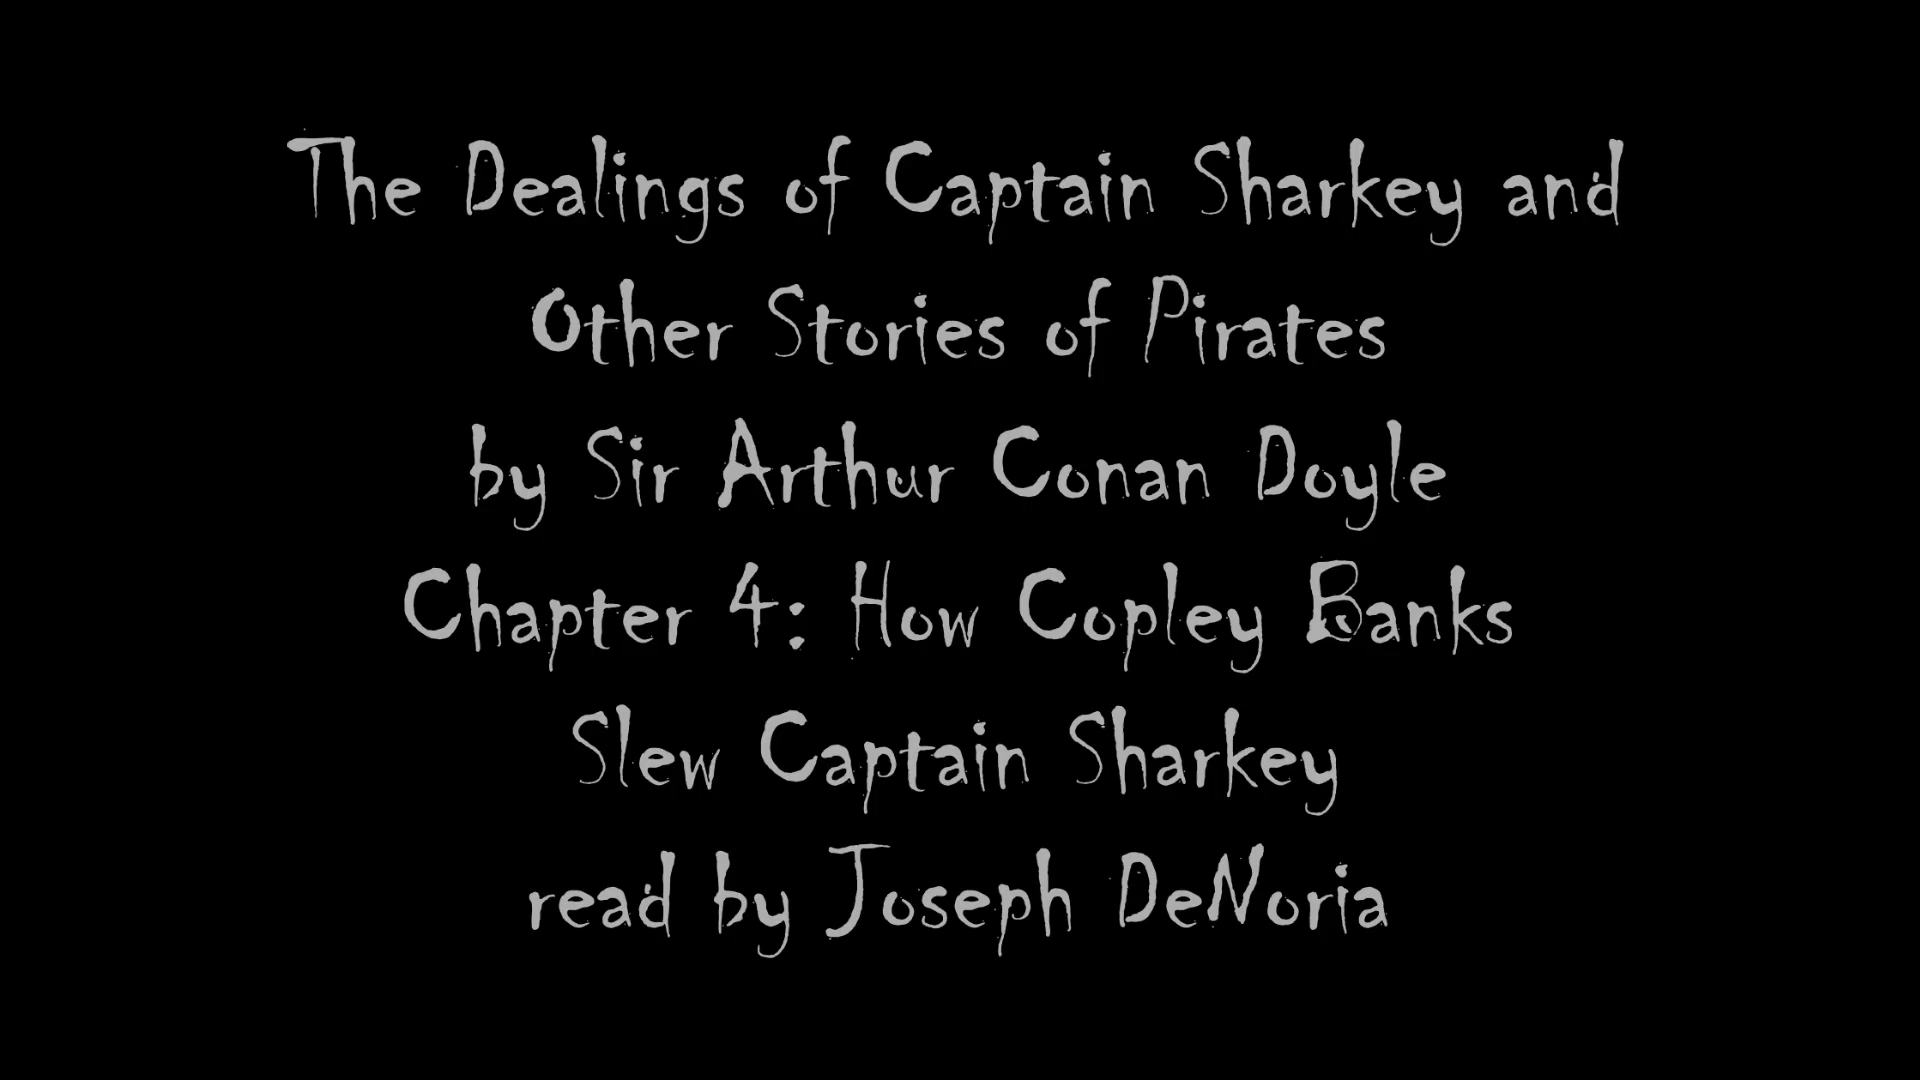 The Dealings of Captain Sharkey and
Other Stories of Pirates
by Sir Arthur Conan Doyle
Chapter 4: How Copley Banks
Slew Captain Sharkey
read by Joseph DeNoria